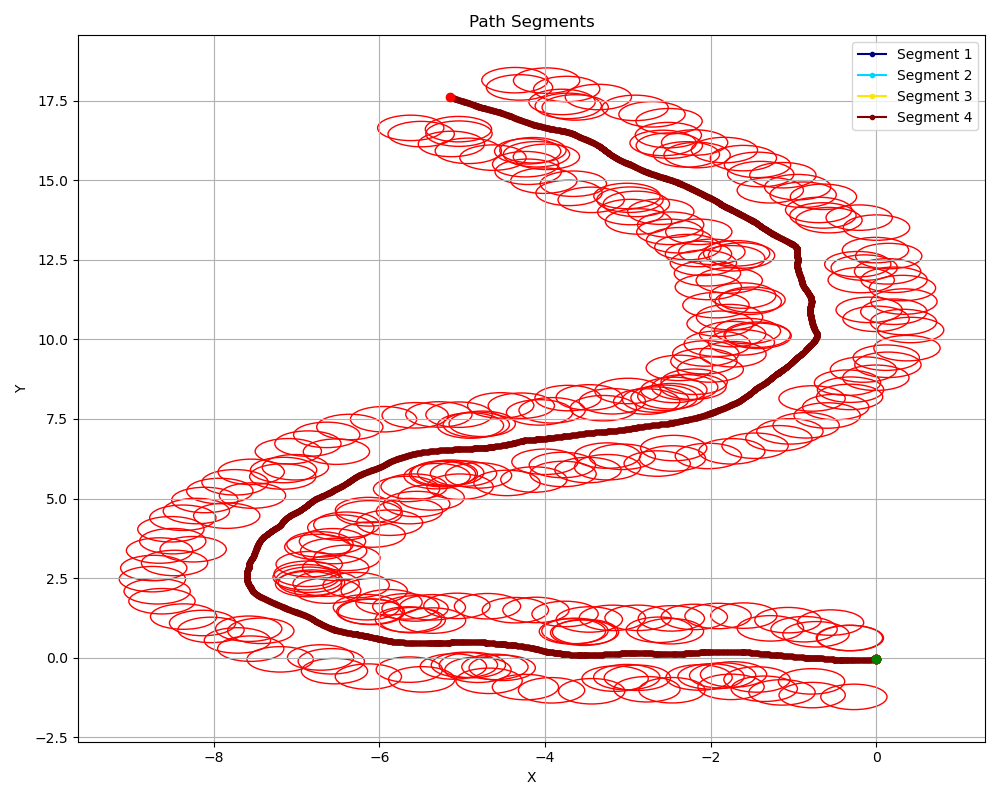 Path Segments
Segment 1
Segment 2
Segment 3
Segment 4
17.5
15.0
12.5
10.0
7.5
5.0
2.5
0.0
−2.5
Y
−8
−6
−4
−2
0
X